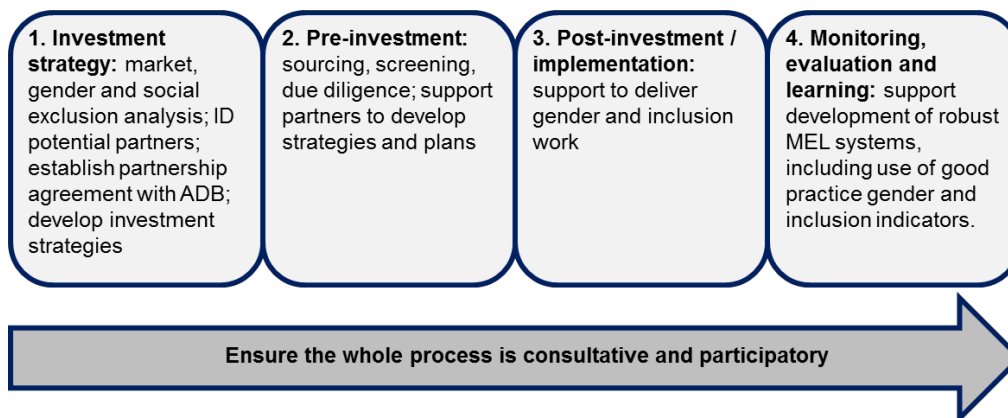 1. Investment
strategy: market,
gender and social
exclusion analysis; ID
potential partners;
establish partnership
agreement with ADB;
develop investment
strategies
2. Pre-investment:
sourcing, screening,
due diligence; support
partners to develop
strategies and plans
3. Post-investment /
implementation:
support to deliver
gender and inclusion
work
4. Monitoring,
evaluation and
learning: support
development of robust
MEL systems,
including use of good
practice gender and
inclusion indicators.
Ensure the whole process is consultative and participatory